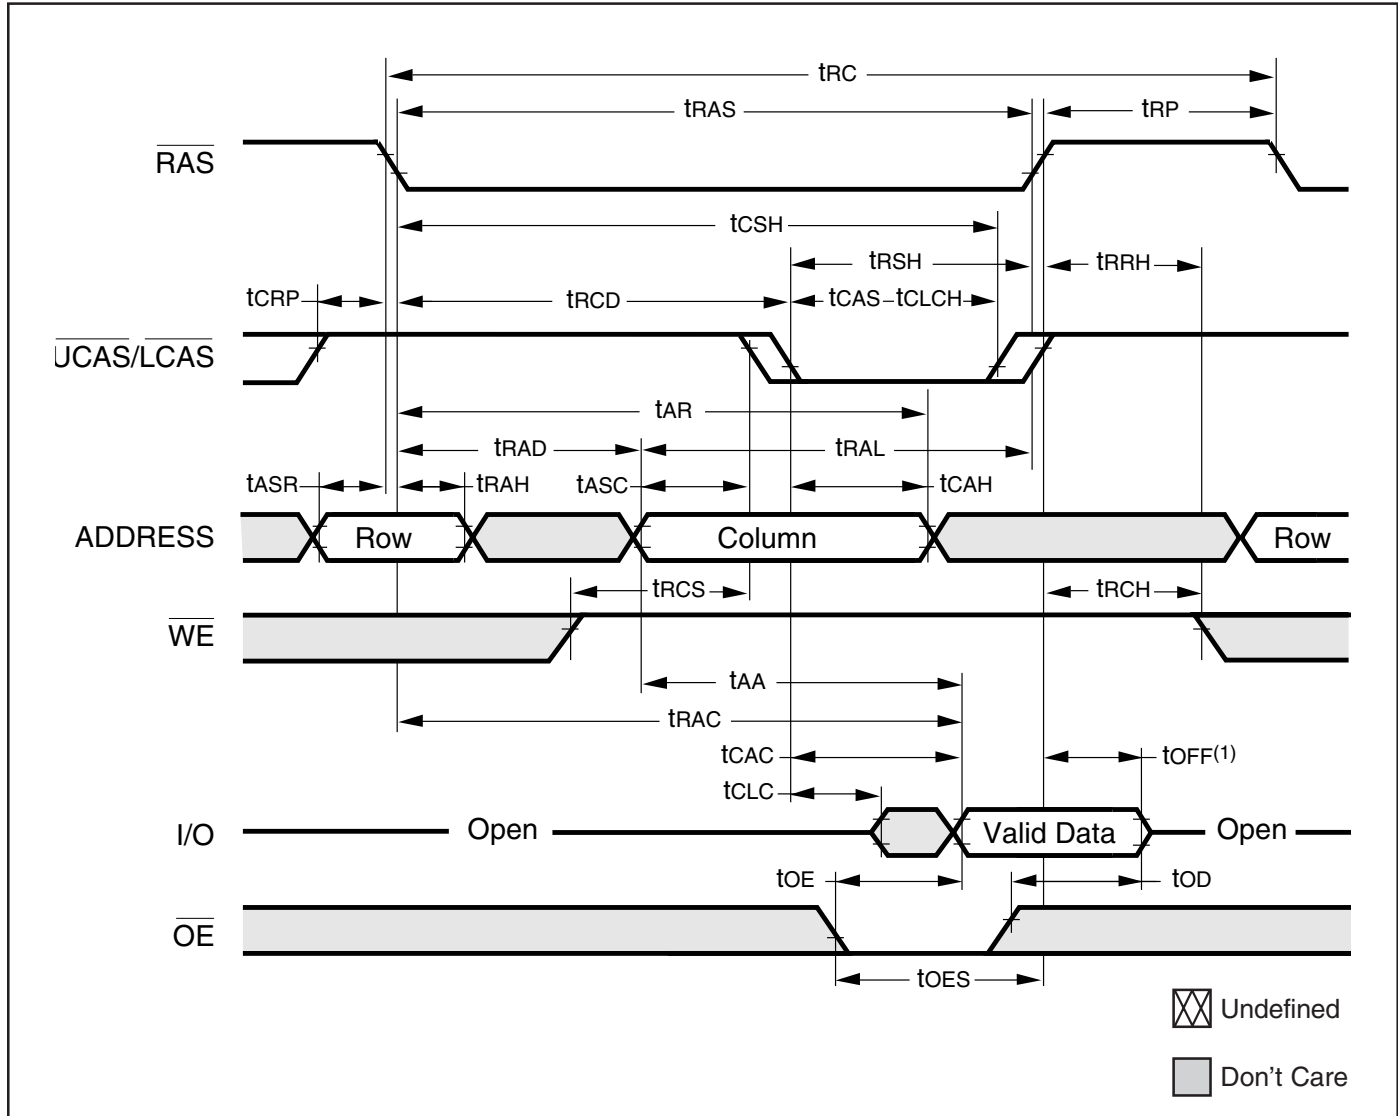 tRC
tRAS
tRP
RAS
tCSH
tRSH
tRRH
tCRP
tRCD
tCAS
tCLCH
UCAS/LCAS
tAR
tRAD
tRAL
tASR
tRAH
tASC
tCAH
ADDRESS
Row
Column
Row
tRCS
tRCH
WE
tAA
tRAC
tCAC
tOFF(1)
tCLC
I/O
Open
Valid Data
Open
tOE
tOD
OE
tOES
Undefined
Don't Care